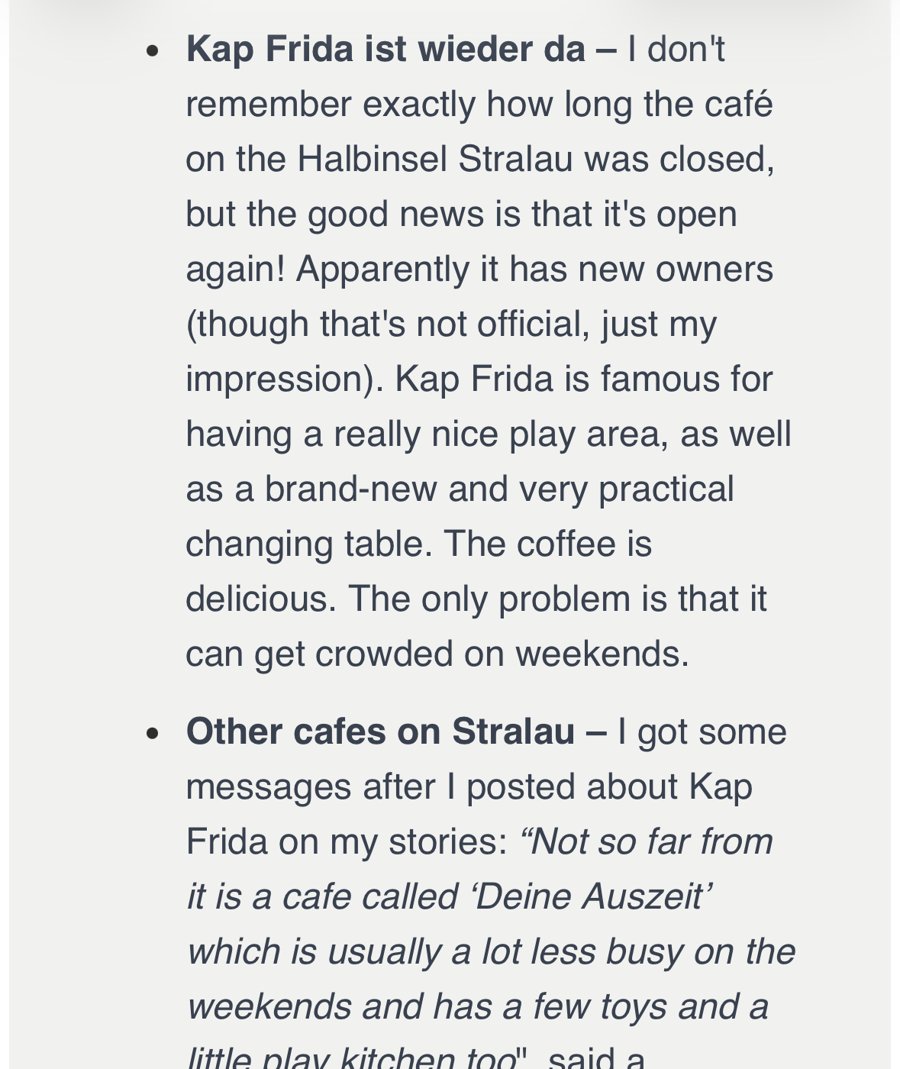 • Kap Frida ist wieder da – I don't
remember exactly how long the café
on the Halbinsel Stralau was closed,
but the good news is that it's open
again! Apparently it has new owners
(though that's not official, just my
impression). Kap Frida is famous for
having a really nice play area, as well
as a brand-new and very practical
changing table. The coffee is
delicious. The only problem is that it
can get crowded on weekends.
• Other cafes on Stralau – I got some
messages after I posted about Kap
Frida on my stories: “Not so far from
it is a cafe called ‘Deine Auszeit’
which is usually a lot less busy on the
weekends and has a few toys and a
little play kitchen too", said a